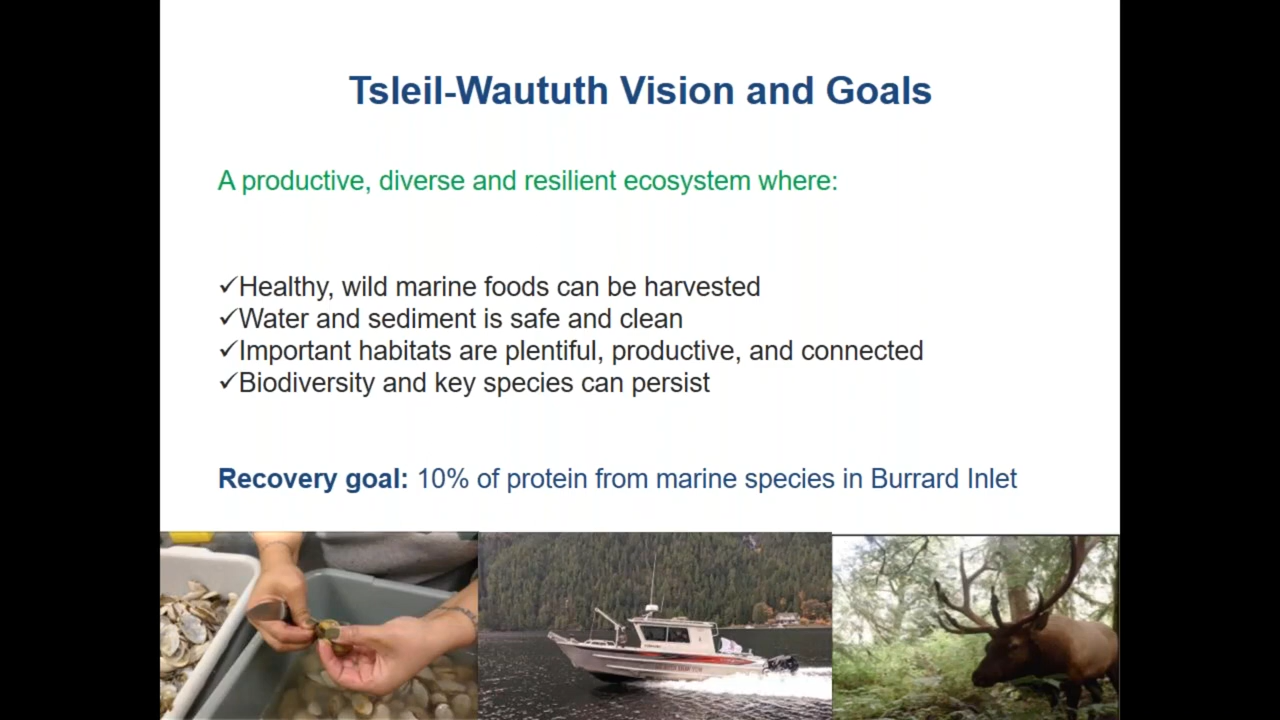 Tsleil-Waututh Vision and Goals
A productive, diverse and resilient ecosystem where:
✓Healthy, wild marine foods can be harvested
✓Water and sediment is safe and clean
✓Important habitats are plentiful, productive, and connected
✓Biodiversity and key species can persist
Recovery goal: 10% of protein from marine species in Burrard Inlet